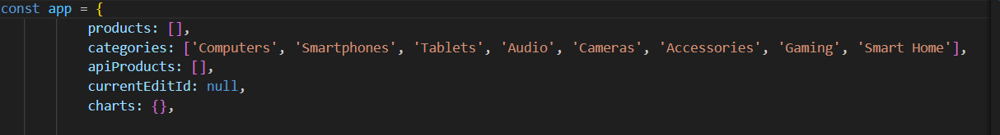 const app = {
products: [],
categories: ['Computers', 'Smartphones', 'Tablets', 'Audio', 'Cameras', 'Accessories', 'Gaming', 'Smart Home'],
apiProducts: [],
currentEditId: null,
charts: {},